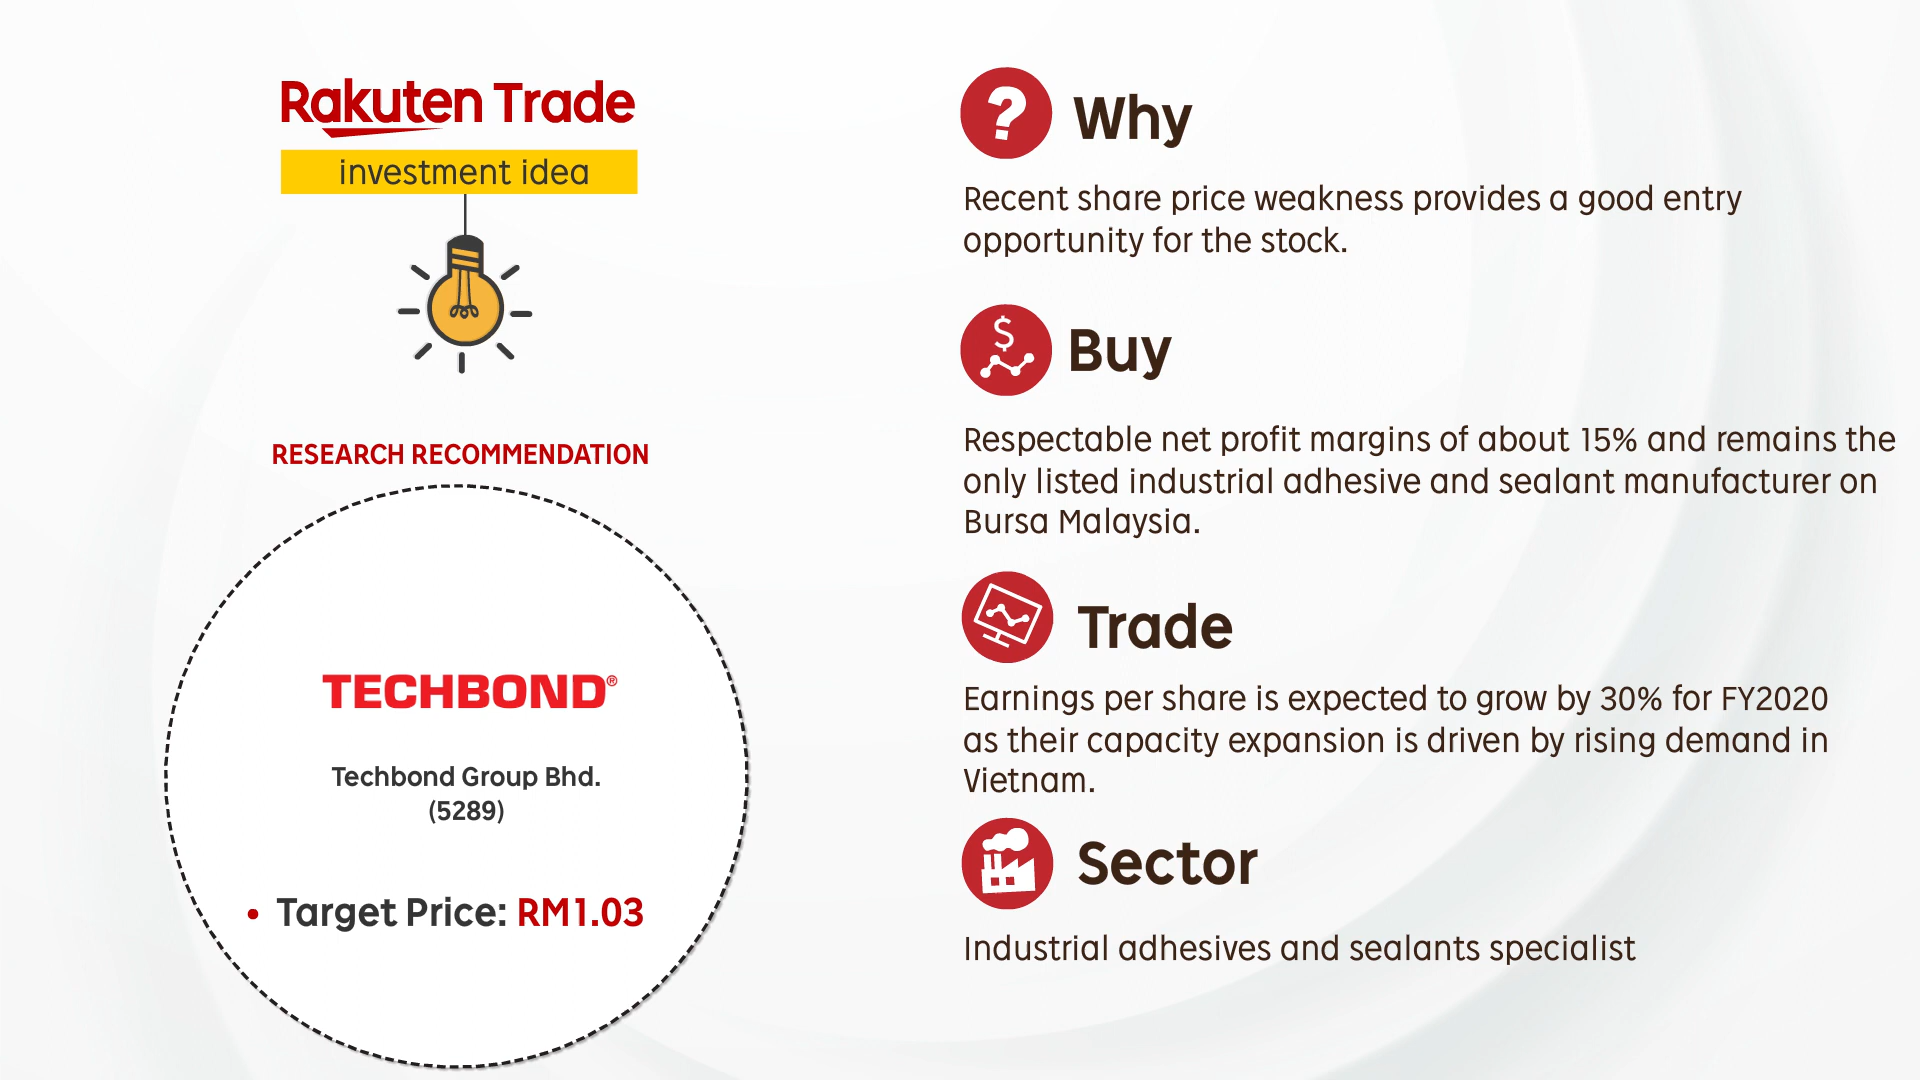 Rakuten Trade
investment idea
RESEARCH RECOMMENDATION
TECHBOND®
Techbond Group Bhd.
(5289)
• Target Price: RM1.03
? Why
Recent share price weakness provides a good entry
opportunity for the stock.
$ Buy
Respectable net profit margins of about 15% and remains the
only listed industrial adhesive and sealant manufacturer on
Bursa Malaysia.
Trade
Earnings per share is expected to grow by 30% for FY2020
as their capacity expansion is driven by rising demand in
Vietnam.
Sector
Industrial adhesives and sealants specialist